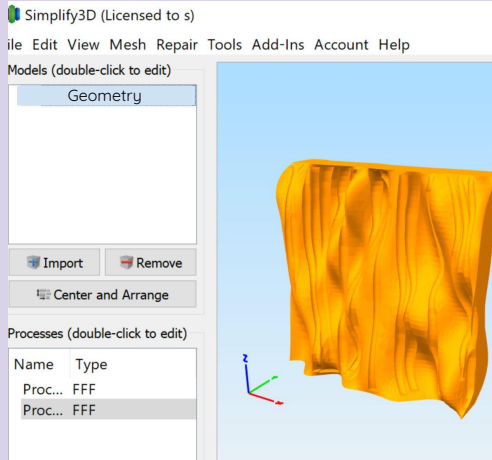 Simplify3D (Licensed to s)
ile Edit View Mesh Repair Tools Add-Ins Account Help
Models (double-click to edit)
Geometry
Import Remove
Center and Arrange
Processes (double-click to edit)
Name Type
Proc... FFF
Proc... FFF
z